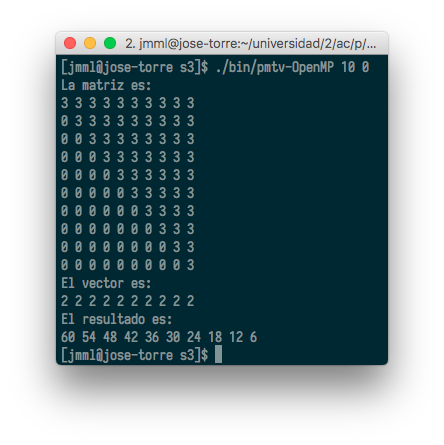 2. jmml@jose-torre:~/universidad/2/ac/p/...
[jmml@jose-torre s3]$ ./bin/pmtv-OpenMP 10 0
La matriz es:
3 3 3 3 3 3 3 3 3 3
0 3 3 3 3 3 3 3 3 3
0 0 3 3 3 3 3 3 3 3
0 0 0 3 3 3 3 3 3 3
0 0 0 0 3 3 3 3 3 3
0 0 0 0 0 3 3 3 3 3
0 0 0 0 0 0 3 3 3 3
0 0 0 0 0 0 0 3 3 3
0 0 0 0 0 0 0 0 3 3
0 0 0 0 0 0 0 0 0 3
El vector es:
2 2 2 2 2 2 2 2 2 2
El resultado es:
60 54 48 42 36 30 24 18 12 6
[jmml@jose-torre s3]$